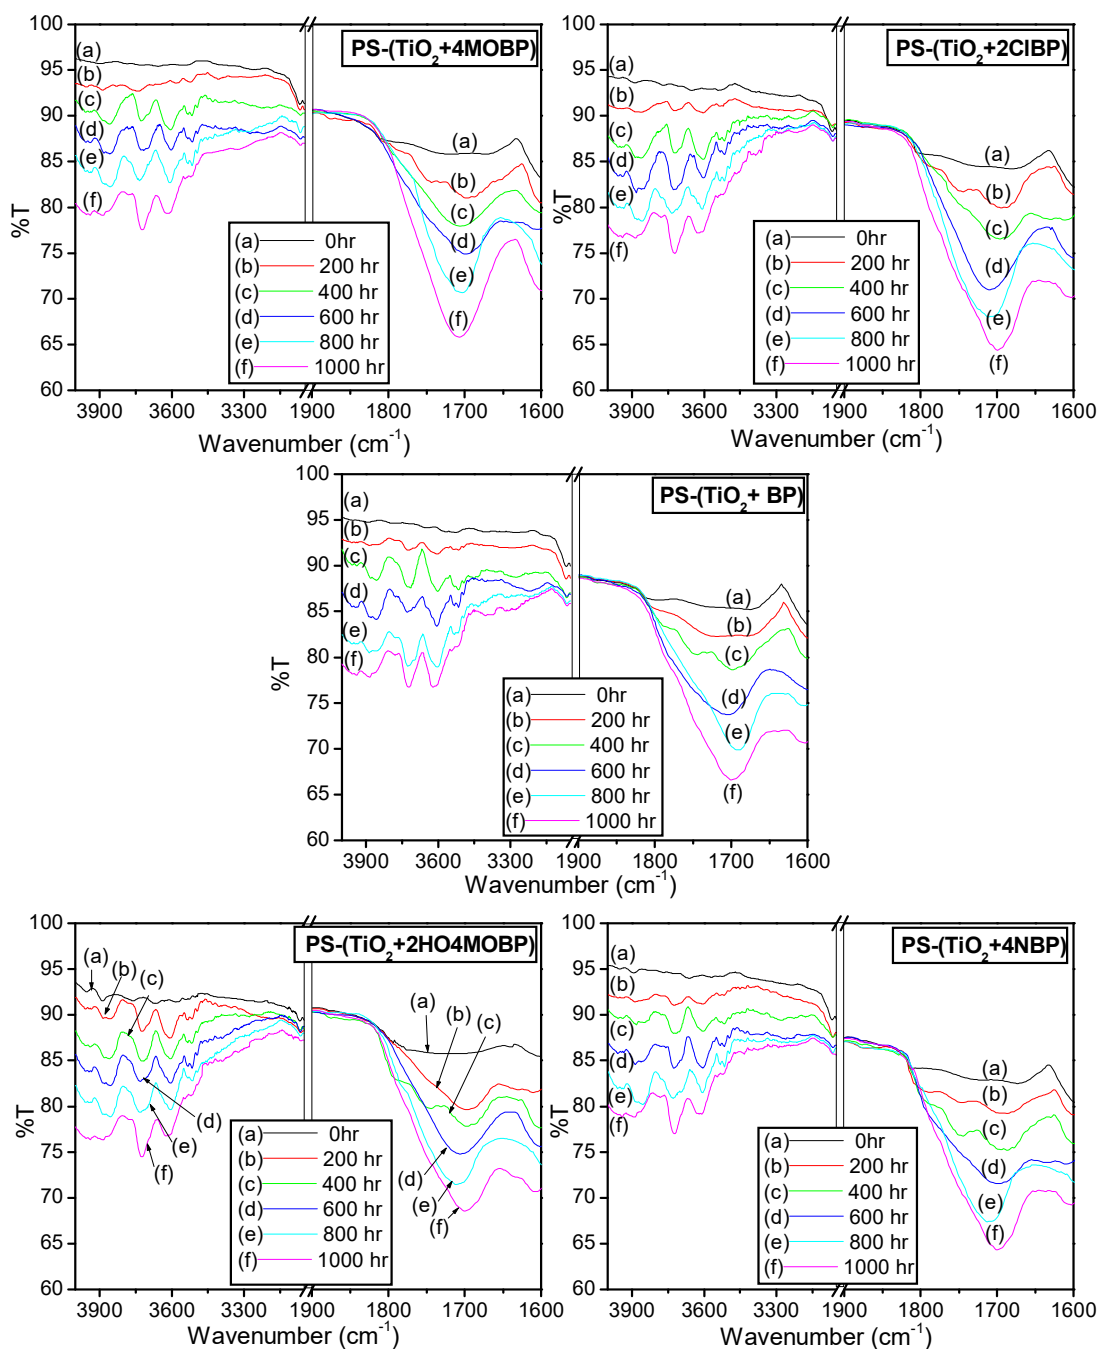 PS-(TiO₂+4MOBP)
100
95
90
85
80
75
70
65
60
%T
(a)
(b)
(c)
(d)
(e)
(f)
(a)
(b)
(c)
(d)
(e)
(f)
(a) 0hr
(b) 200 hr
(c) 400 hr
(d) 600 hr
(e) 800 hr
(f) 1000 hr
3900 3600 3300 1900 1800 1700 1600
Wavenumber (cm⁻¹)
PS-(TiO₂+2ClBP)
100
95
90
85
80
75
70
65
60
(a)
(b)
(c)
(d)
(e)
(f)
(a)
(b)
(c)
(d)
(e)
(f)
(a) 0hr
(b) 200 hr
(c) 400 hr
(d) 600 hr
(e) 800 hr
(f) 1000 hr
3900 3600 3300 1900 1800 1700 1600
Wavenumber (cm⁻¹)
PS-(TiO₂+ BP)
100
95
90
85
80
75
70
65
60
%T
(a)
(b)
(c)
(d)
(e)
(f)
(a)
(b)
(c)
(d)
(e)
(f)
(a) 0hr
(b) 200 hr
(c) 400 hr
(d) 600 hr
(e) 800 hr
(f) 1000 hr
3900 3600 3300 1900 1800 1700 1600
Wavenumber (cm⁻¹)
PS-(TiO₂+2HO4MOBP)
100
95
90
85
80
75
70
65
60
%T
(a)
(b)
(c)
(d)
(e)
(f)
(a)
(b)
(c)
(d)
(e)
(f)
(a) 0hr
(b) 200 hr
(c) 400 hr
(d) 600 hr
(e) 800 hr
(f) 1000 hr
3900 3600 3300 1900 1800 1700 1600
Wavenumber (cm⁻¹)
PS-(TiO₂+4NBP)
100
95
90
85
80
75
70
65
60
(a)
(b)
(c)
(d)
(e)
(f)
(a)
(b)
(c)
(d)
(e)
(f)
(a) 0hr
(b) 200 hr
(c) 400 hr
(d) 600 hr
(e) 800 hr
(f) 1000 hr
3900 3600 3300 1900 1800 1700 1600
Wavenumber (cm⁻¹)